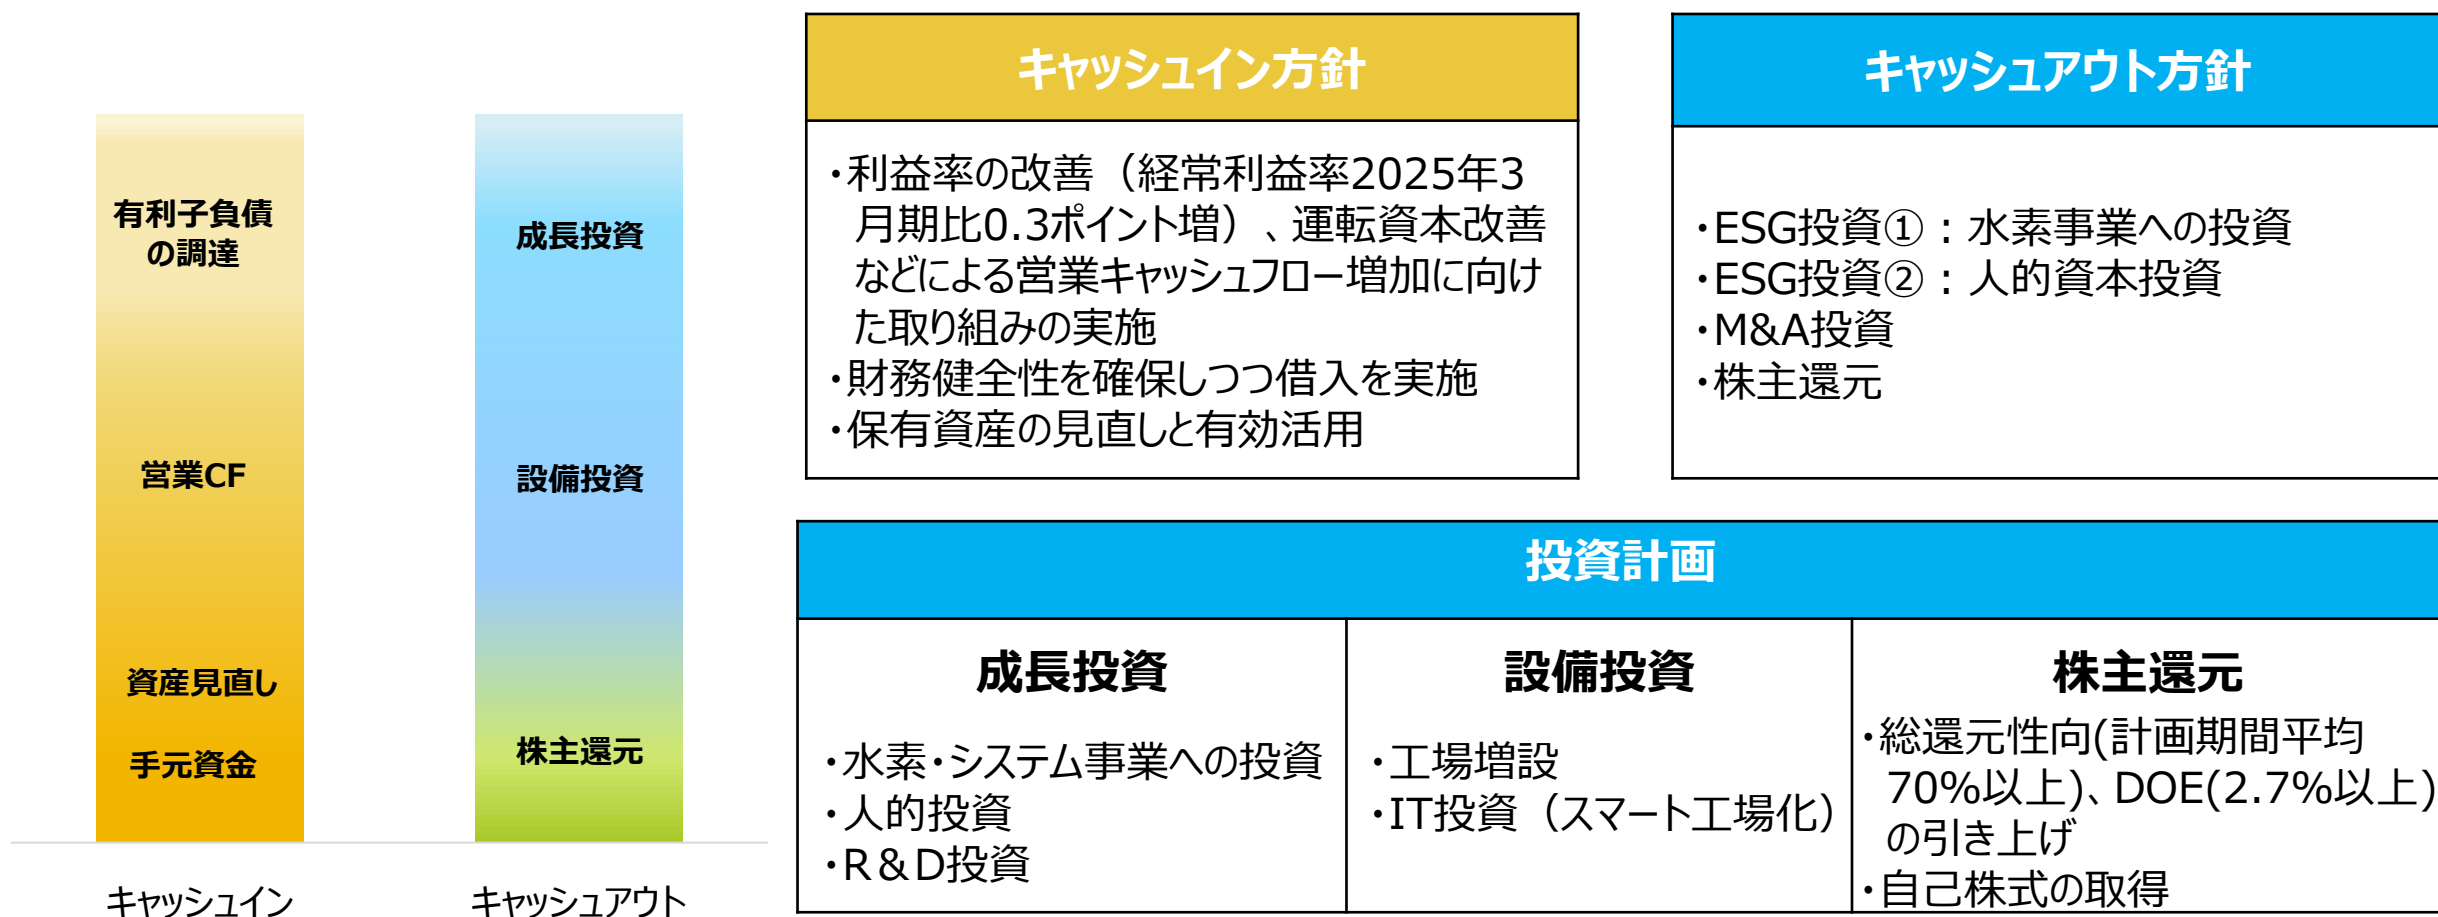 有利子負債
の調達
営業CF
資産見直し
手元資金
キャッシュイン
成長投資
設備投資
株主還元
キャッシュアウト
キャッシュイン方針
・利益率の改善（経常利益率2025年3
月期比0.3ポイント増）、運転資本改善
などによる営業キャッシュフロー増加に向け
た取り組みの実施
・財務健全性を確保しつつ借入を実施
・保有資産の見直しと有効活用
キャッシュアウト方針
・ESG投資①：水素事業への投資
・ESG投資②：人的資本投資
・M&A投資
・株主還元
投資計画
成長投資
・水素・システム事業への投資
・人的投資
・R＆D投資
設備投資
・工場増設
・IT投資（スマート工場化）
株主還元
・総還元性向(計画期間平均
70%以上)、DOE(2.7%以上)
の引き上げ
・自己株式の取得